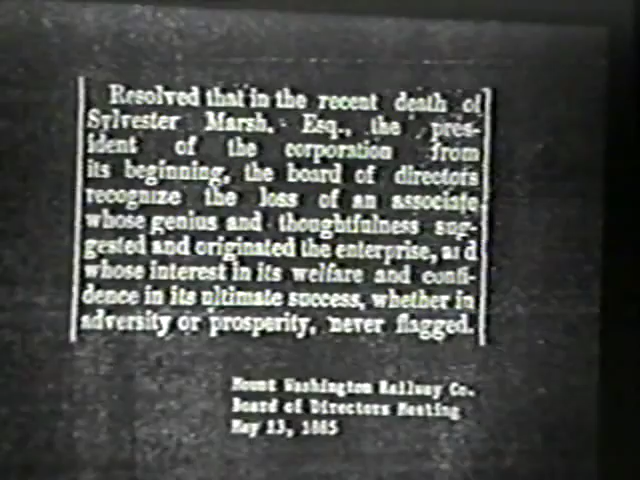 Resolved that in the recent death of
Sylvester Marsh, Esq., the pres-
ident of the corporation from
its beginning, the board of directors
recognize the loss of an associate
whose genius and thoughtfulness sug-
gested and originated the enterprise, and
whose interest in its welfare and confi-
dence in its ultimate success, whether in
adversity or prosperity, never flagged.
Mount Washington Railway Co.
Board of Directors Meeting
May 13, 1885